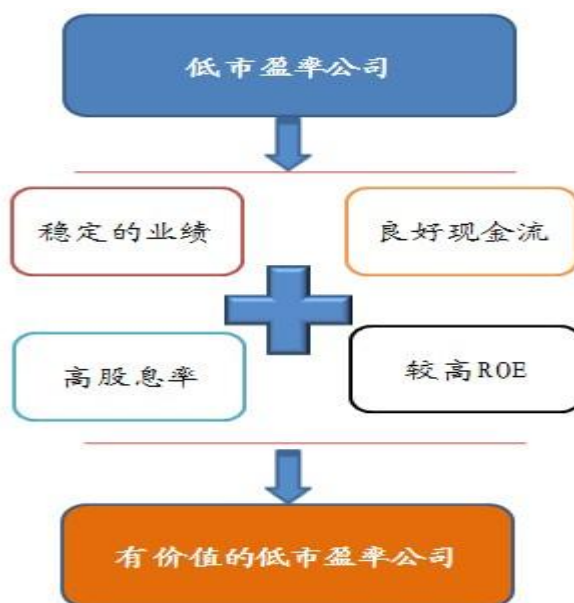 低市盈率公司
稳定的业绩
良好现金流
高股息率
较高ROE
有价值的低市盈率公司